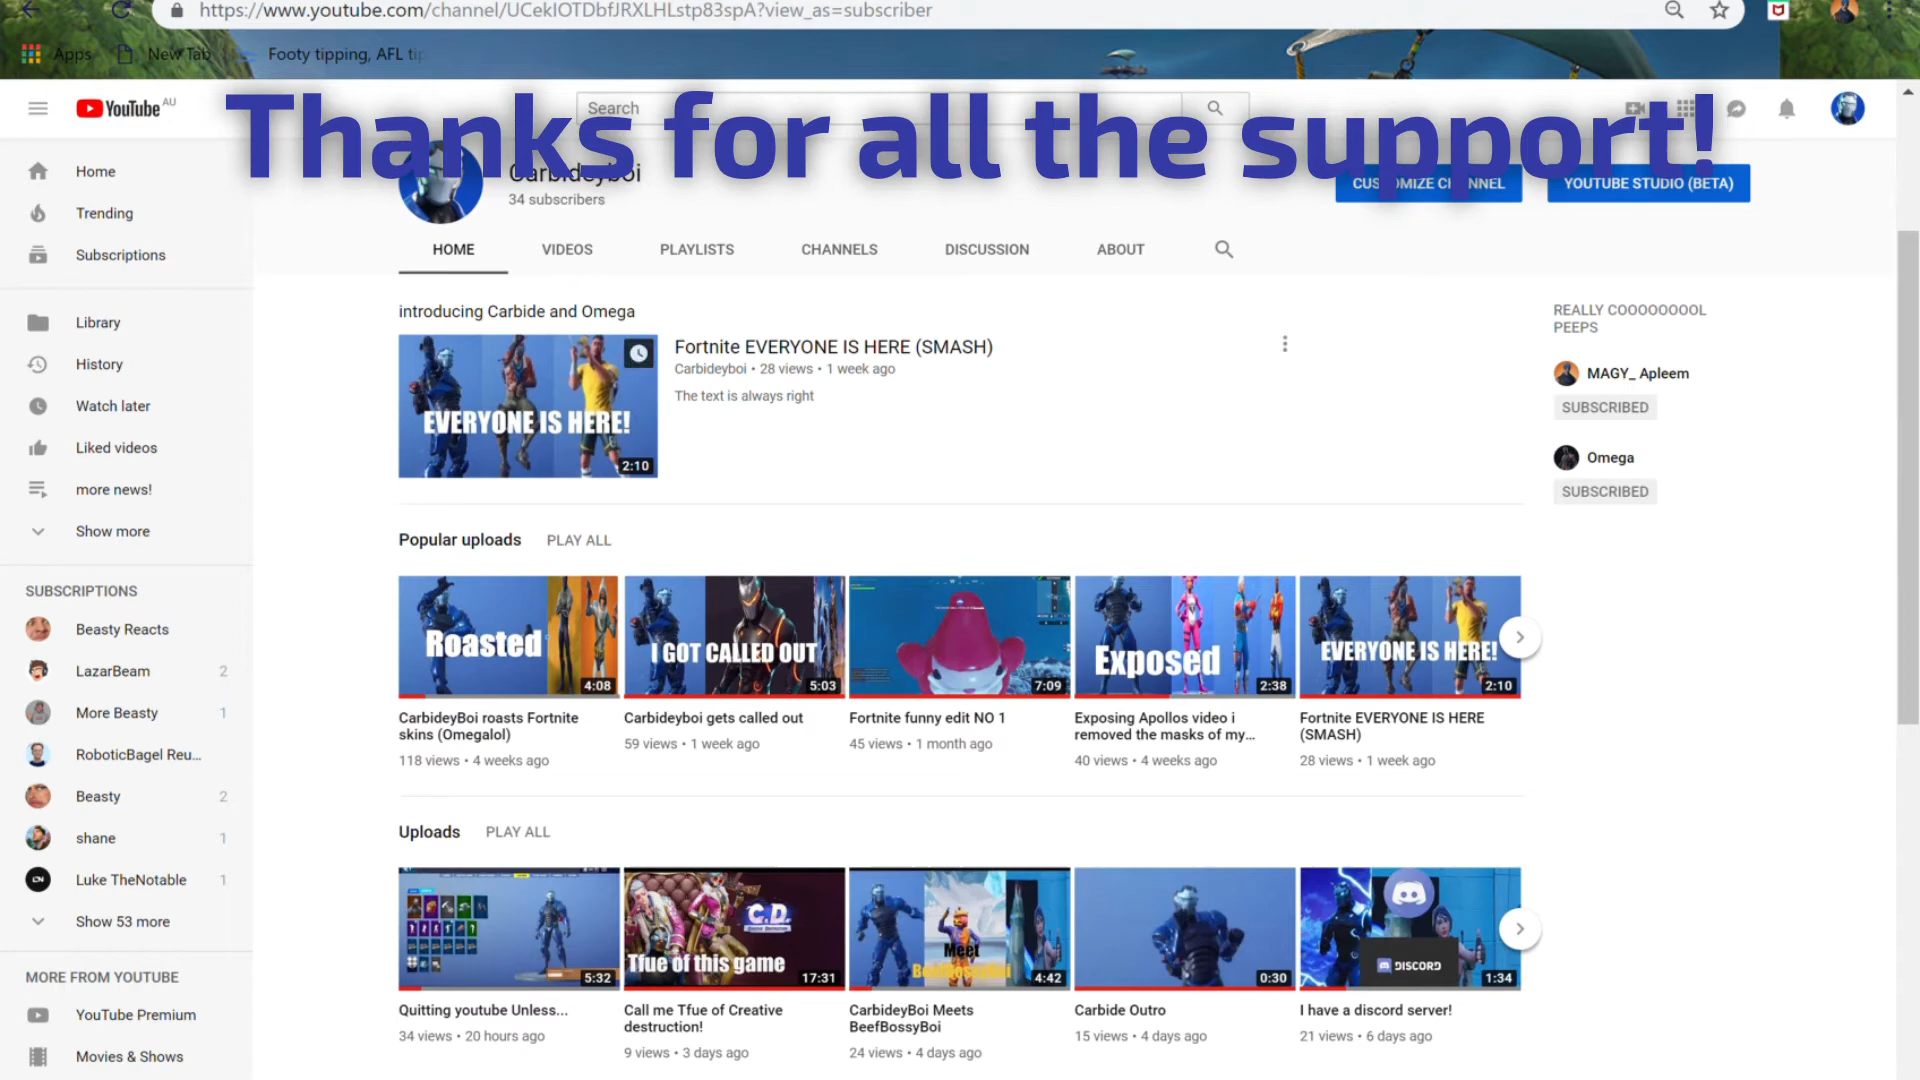 https://www.youtube.com/channel/UCekIOTDbfJRXLHLstp83spA?view_as=subscriber
Apps New Tab Footy tipping, AFL tip
YouTube AU
Search
Thanks for all the support!
Carbideyboi
34 subscribers
CUSTOMIZE CHANNEL YOUTUBE STUDIO (BETA)
HOME VIDEOS PLAYLISTS CHANNELS DISCUSSION ABOUT
Home
Trending
Subscriptions
Library
History
Watch later
Liked videos
more news!
Show more
SUBSCRIPTIONS
Beasty Reacts
LazarBeam 2
More Beasty 1
RoboticBagel Reu...
Beasty 2
shane 1
Luke TheNotable 1
Show 53 more
MORE FROM YOUTUBE
YouTube Premium
Movies & Shows
introducing Carbide and Omega
EVERYONE IS HERE!
2:10
Fortnite EVERYONE IS HERE (SMASH)
Carbideyboi • 28 views • 1 week ago
The text is always right
REALLY COOOOOOOOL
PEEPS
MAGY_ Apleem
SUBSCRIBED
Omega
SUBSCRIBED
Popular uploads PLAY ALL
Roasted
4:08
CarbideyBoi roasts Fortnite
skins (Omegalol)
118 views • 4 weeks ago
I GOT CALLED OUT
5:03
Carbideyboi gets called out
59 views • 1 week ago
7:09
Fortnite funny edit NO 1
45 views • 1 month ago
Exposed
2:38
Exposing Apollos video i
removed the masks of my...
40 views • 4 weeks ago
EVERYONE IS HERE!
2:10
Fortnite EVERYONE IS HERE
(SMASH)
28 views • 1 week ago
Uploads PLAY ALL
5:32
Quitting youtube Unless...
34 views • 20 hours ago
C.D.
Tfue of this game
17:31
Call me Tfue of Creative
destruction!
9 views • 3 days ago
Meet
BeefBossyBoi
4:42
CarbideyBoi Meets
BeefBossyBoi
24 views • 4 days ago
0:30
Carbide Outro
15 views • 4 days ago
DISCORD
1:34
I have a discord server!
21 views • 6 days ago